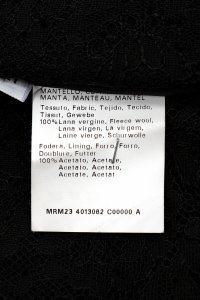 MANTELLO,
MANTA, MANTEAU, MANTEL
Tessuto, Fabric, Tejido, Tecido,
Tissut, Gewebe
100%Lana vergine, Fleece wool,
Lana virgen, Lã virgem,
Laine vierge, Schurwolle
Fodera, Lining, Forro, Forro,
Doublure, Futter
100%Acetato, Acetate,
Acetato, Acetato,
Acetate, Acetat
MRM23 4013082 C00000 A